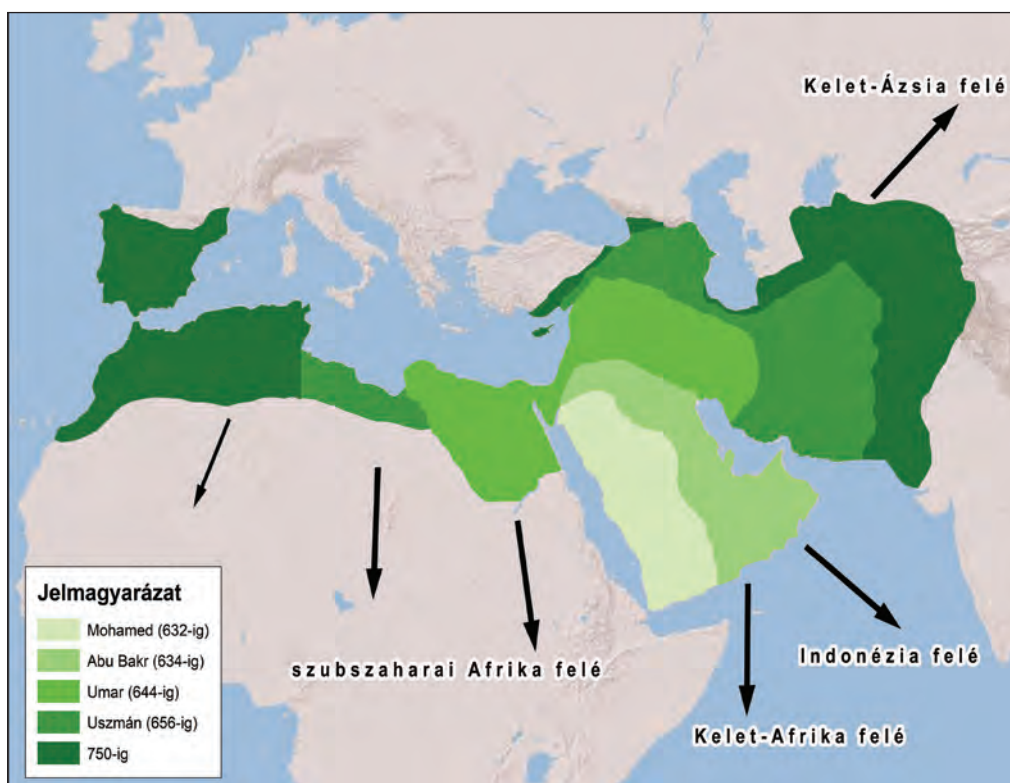 Kelet-Ázsia felé
Jelmagyarázat
Mohamed (632-ig)
Abu Bakr (634-ig)
Umar (644-ig)
Uszmán (656-ig)
750-ig
szubszaharai Afrika felé
Indonézia felé
Kelet-Afrika felé